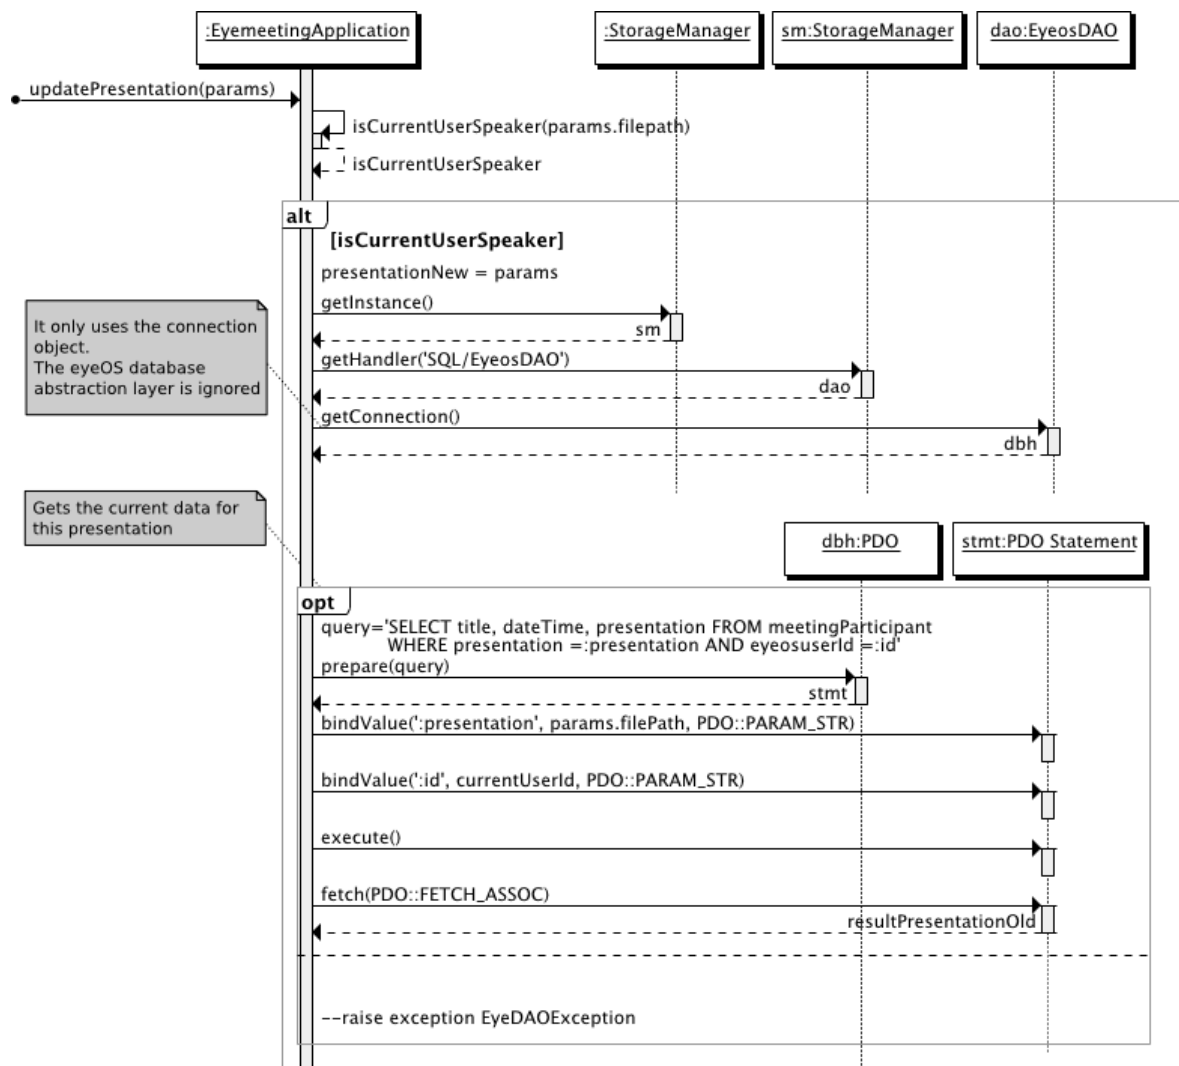 :EyemeetingApplication
:StorageManager
sm:StorageManager
dao:EyeosDAO
updatePresentation(params)
isCurrentUserSpeaker(params.filepath)
isCurrentUserSpeaker
alt
[isCurrentUserSpeaker]
presentationNew = params
getInstance()
sm
It only uses the connection
object.
The eyeOS database
abstraction layer is ignored
getHandler('SQL/EyeosDAO')
dao
getConnection()
dbh
Gets the current data for
this presentation
dbh:PDO
stmt:PDO Statement
opt
query='SELECT title, dateTime, presentation FROM meetingParticipant
WHERE presentation =:presentation AND eyeosuserId =:id'
prepare(query)
stmt
bindValue(':presentation', params.filePath, PDO::PARAM_STR)
bindValue(':id', currentUserId, PDO::PARAM_STR)
execute()
fetch(PDO::FETCH_ASSOC)
resultPresentationOld
--raise exception EyeDAOException